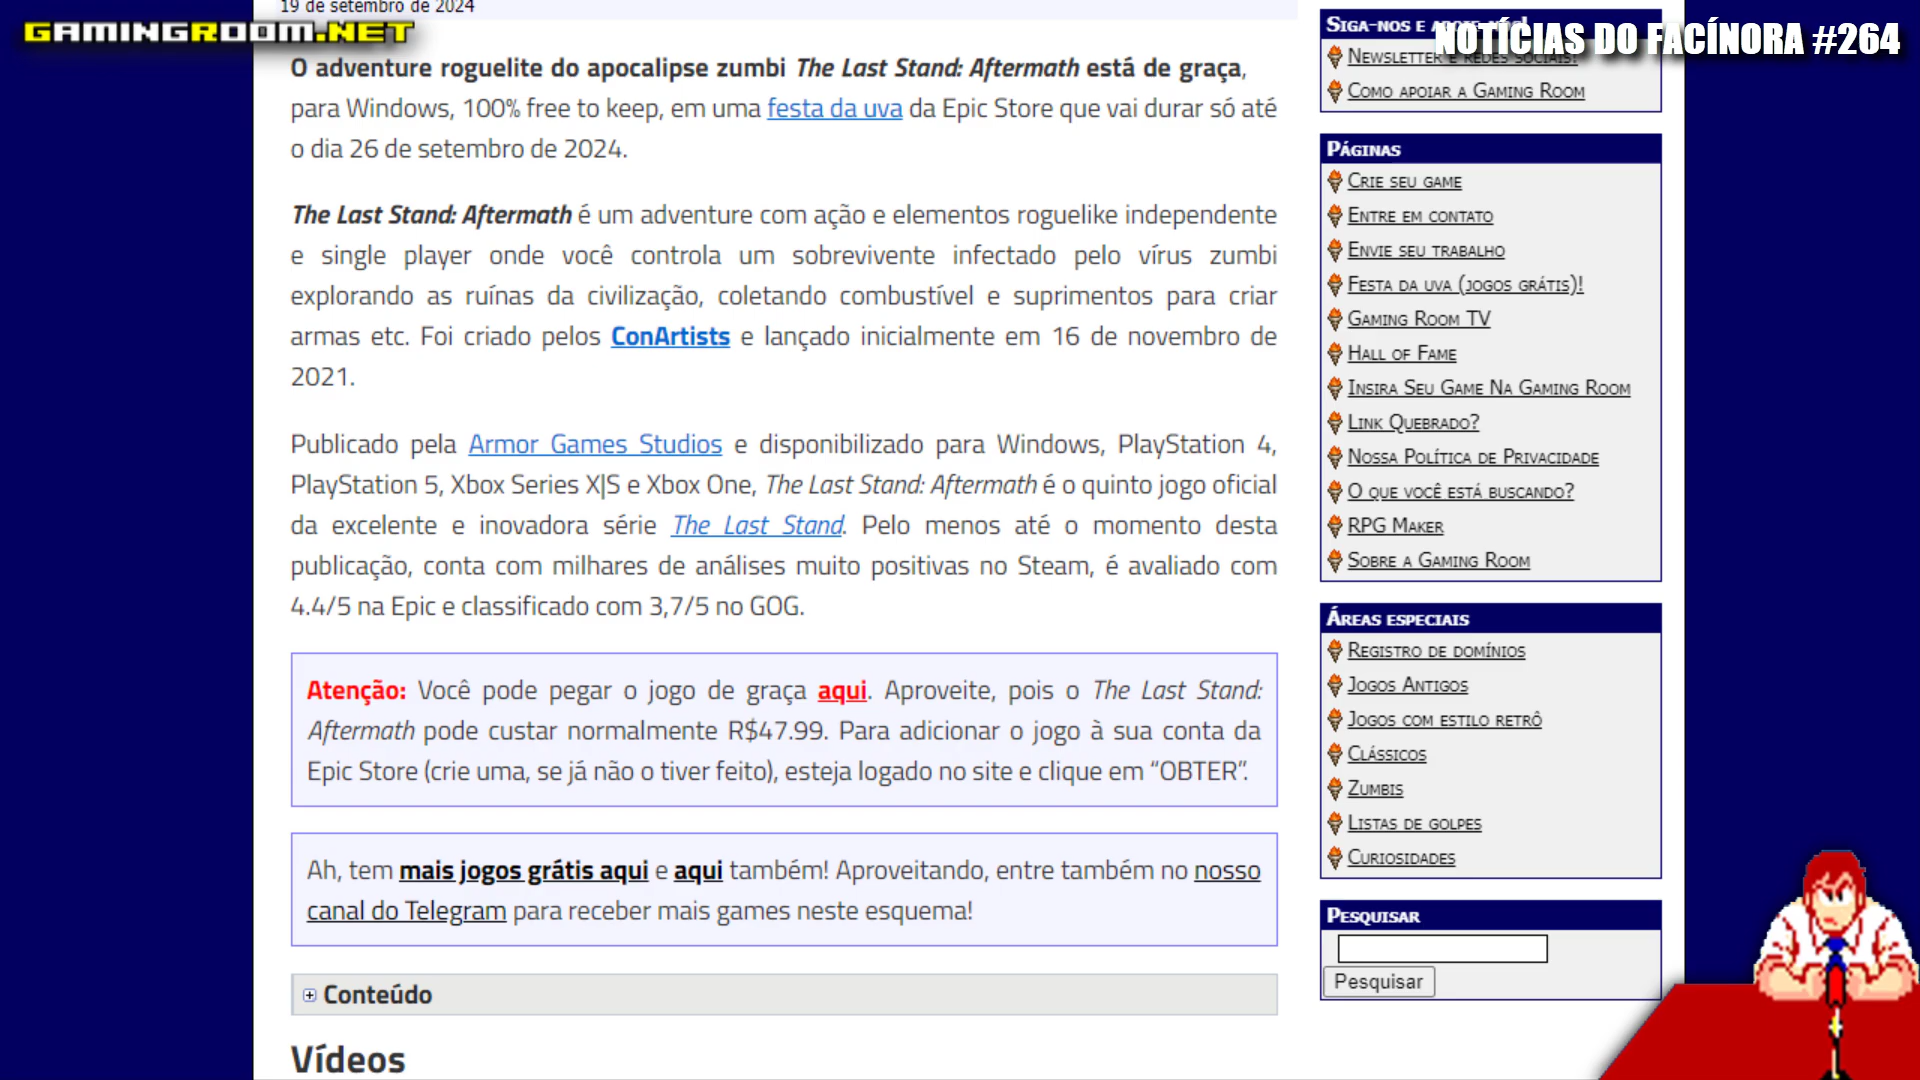 19 de setembro de 2024
GAMINGROOM.NET
NOTÍCIAS DO FACÍNORA #264
O adventure roguelite do apocalipse zumbi The Last Stand: Aftermath está de graça,
para Windows, 100% free to keep, em uma festa da uva da Epic Store que vai durar só até
o dia 26 de setembro de 2024.
The Last Stand: Aftermath é um adventure com ação e elementos roguelike independente
e single player onde você controla um sobrevivente infectado pelo vírus zumbi
explorando as ruínas da civilização, coletando combustível e suprimentos para criar
armas etc. Foi criado pelos ConArtists e lançado inicialmente em 16 de novembro de
2021.
Publicado pela Armor Games Studios e disponibilizado para Windows, PlayStation 4,
PlayStation 5, Xbox Series X|S e Xbox One, The Last Stand: Aftermath é o quinto jogo oficial
da excelente e inovadora série The Last Stand. Pelo menos até o momento desta
publicação, conta com milhares de análises muito positivas no Steam, é avaliado com
4.4/5 na Epic e classificado com 3,7/5 no GOG.
Atenção: Você pode pegar o jogo de graça aqui. Aproveite, pois o The Last Stand:
Aftermath pode custar normalmente R$47.99. Para adicionar o jogo à sua conta da
Epic Store (crie uma, se já não o tiver feito), esteja logado no site e clique em “OBTER”.
Ah, tem mais jogos grátis aqui e aqui também! Aproveitando, entre também no nosso
canal do Telegram para receber mais games neste esquema!
Conteúdo
Vídeos
Siga-nos e apoie-nos!
Newsletter e redes sociais!
Como apoiar a Gaming Room
Páginas
Crie seu game
Entre em contato
Envie seu trabalho
Festa da uva (jogos grátis)!
Gaming Room TV
Hall of Fame
Insira Seu Game Na Gaming Room
Link Quebrado?
Nossa Política de Privacidade
O que você está buscando?
RPG Maker
Sobre a Gaming Room
Áreas especiais
Registro de domínios
Jogos Antigos
Jogos com estilo retrô
Clássicos
Zumbis
Listas de golpes
Curiosidades
Pesquisar
Pesquisar